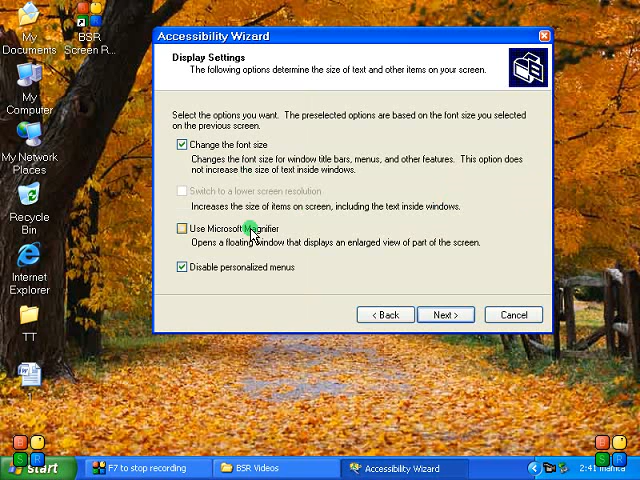 My
Documents
BSR
Screen R...
My
Computer
My Network
Places
Recycle
Bin
Internet
Explorer
TT
1
Accessibility Wizard
Display Settings
The following options determine the size of text and other items on your screen.
Select the options you want. The preselected options are based on the font size you selected
on the previous screen.
Change the font size
Changes the font size for window title bars, menus, and other features. This option does
not increase the size of text inside windows.
Switch to a lower screen resolution
Increases the size of items on screen, including the text inside windows.
Use Microsoft Magnifier
Opens a floating window that displays an enlarged view of part of the screen.
Disable personalized menus
< Back
Next >
Cancel
B
S R
start
F7 to stop recording
BSR Videos
Accessibility Wizard
2:41
B
S R